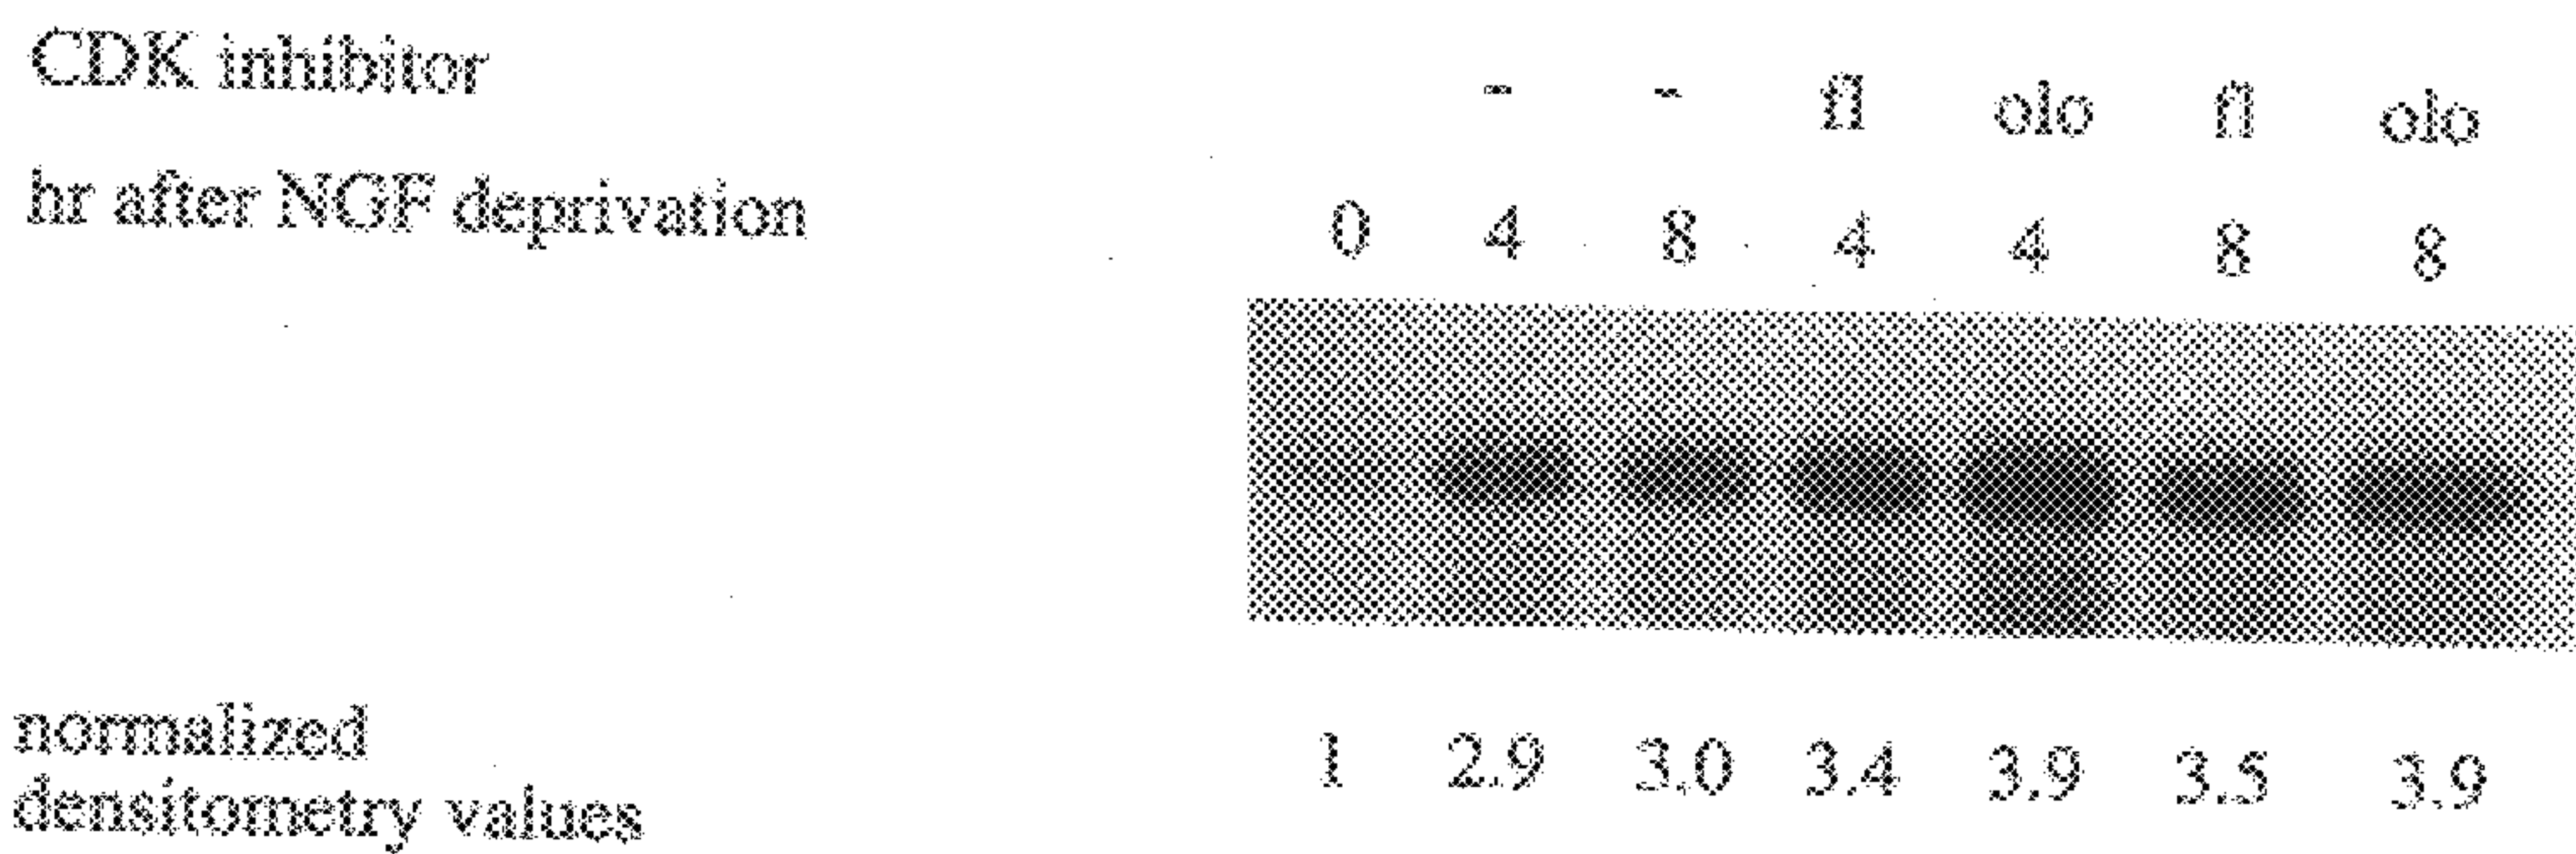 CDK inhibitor - - fl olo fl olo
hr after NGF deprivation 0 4 8 4 4 8 8
normalized
densitometry values 1 2.9 3.0 3.4 3.9 3.5 3.9